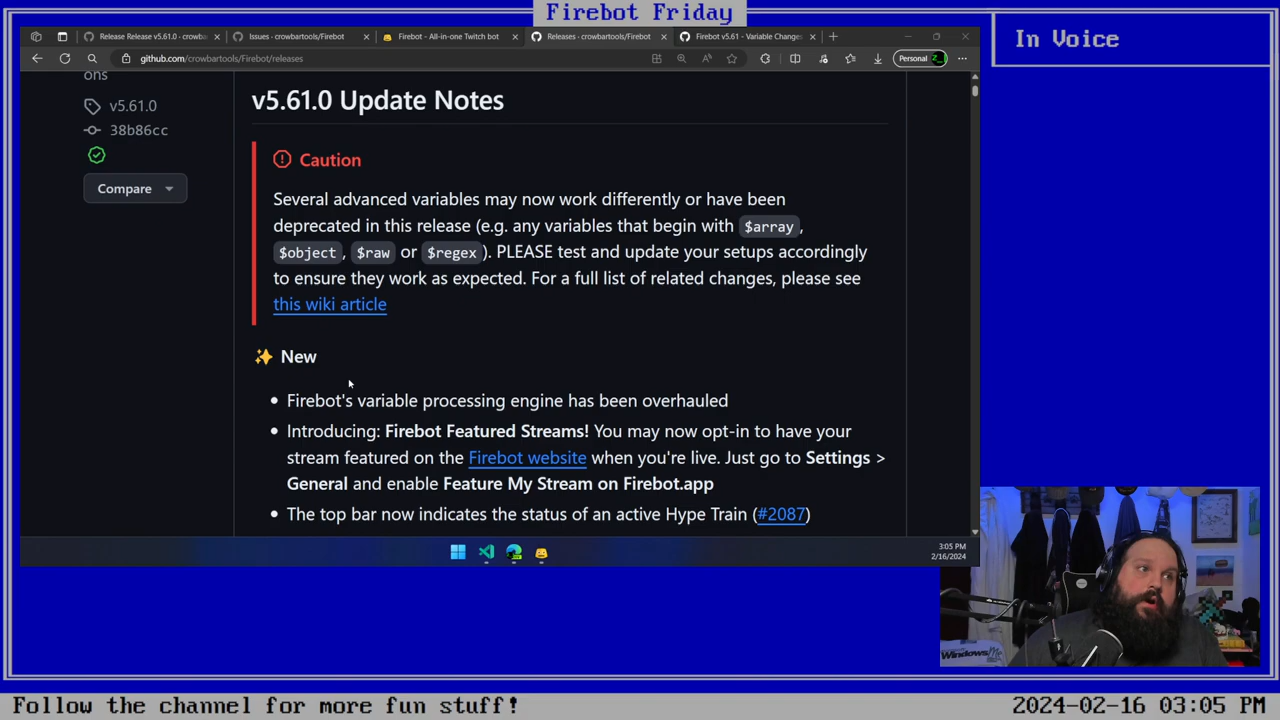 Firebot Friday
Release Release v5.61.0 · crowba
Issues · crowbartools/Firebot
Firebot - All-in-one Twitch bot
Releases · crowbartools/Firebot
Firebot v5.61 - Variable Changes
In Voice
github.com/crowbartools/Firebot/releases
Personal
ons
v5.61.0
38b86cc
Compare
v5.61.0 Update Notes
Caution
Several advanced variables may now work differently or have been
deprecated in this release (e.g. any variables that begin with $array,
$object, $raw or $regex). PLEASE test and update your setups accordingly
to ensure they work as expected. For a full list of related changes, please see
this wiki article
✨ New
• Firebot's variable processing engine has been overhauled
• Introducing: Firebot Featured Streams! You may now opt-in to have your
stream featured on the Firebot website when you're live. Just go to Settings >
General and enable Feature My Stream on Firebot.app
• The top bar now indicates the status of an active Hype Train (#2087)
3:05 PM
2/16/2024
Windows
Follow the channel for more fun stuff!
2024-02-16 03:05 PM